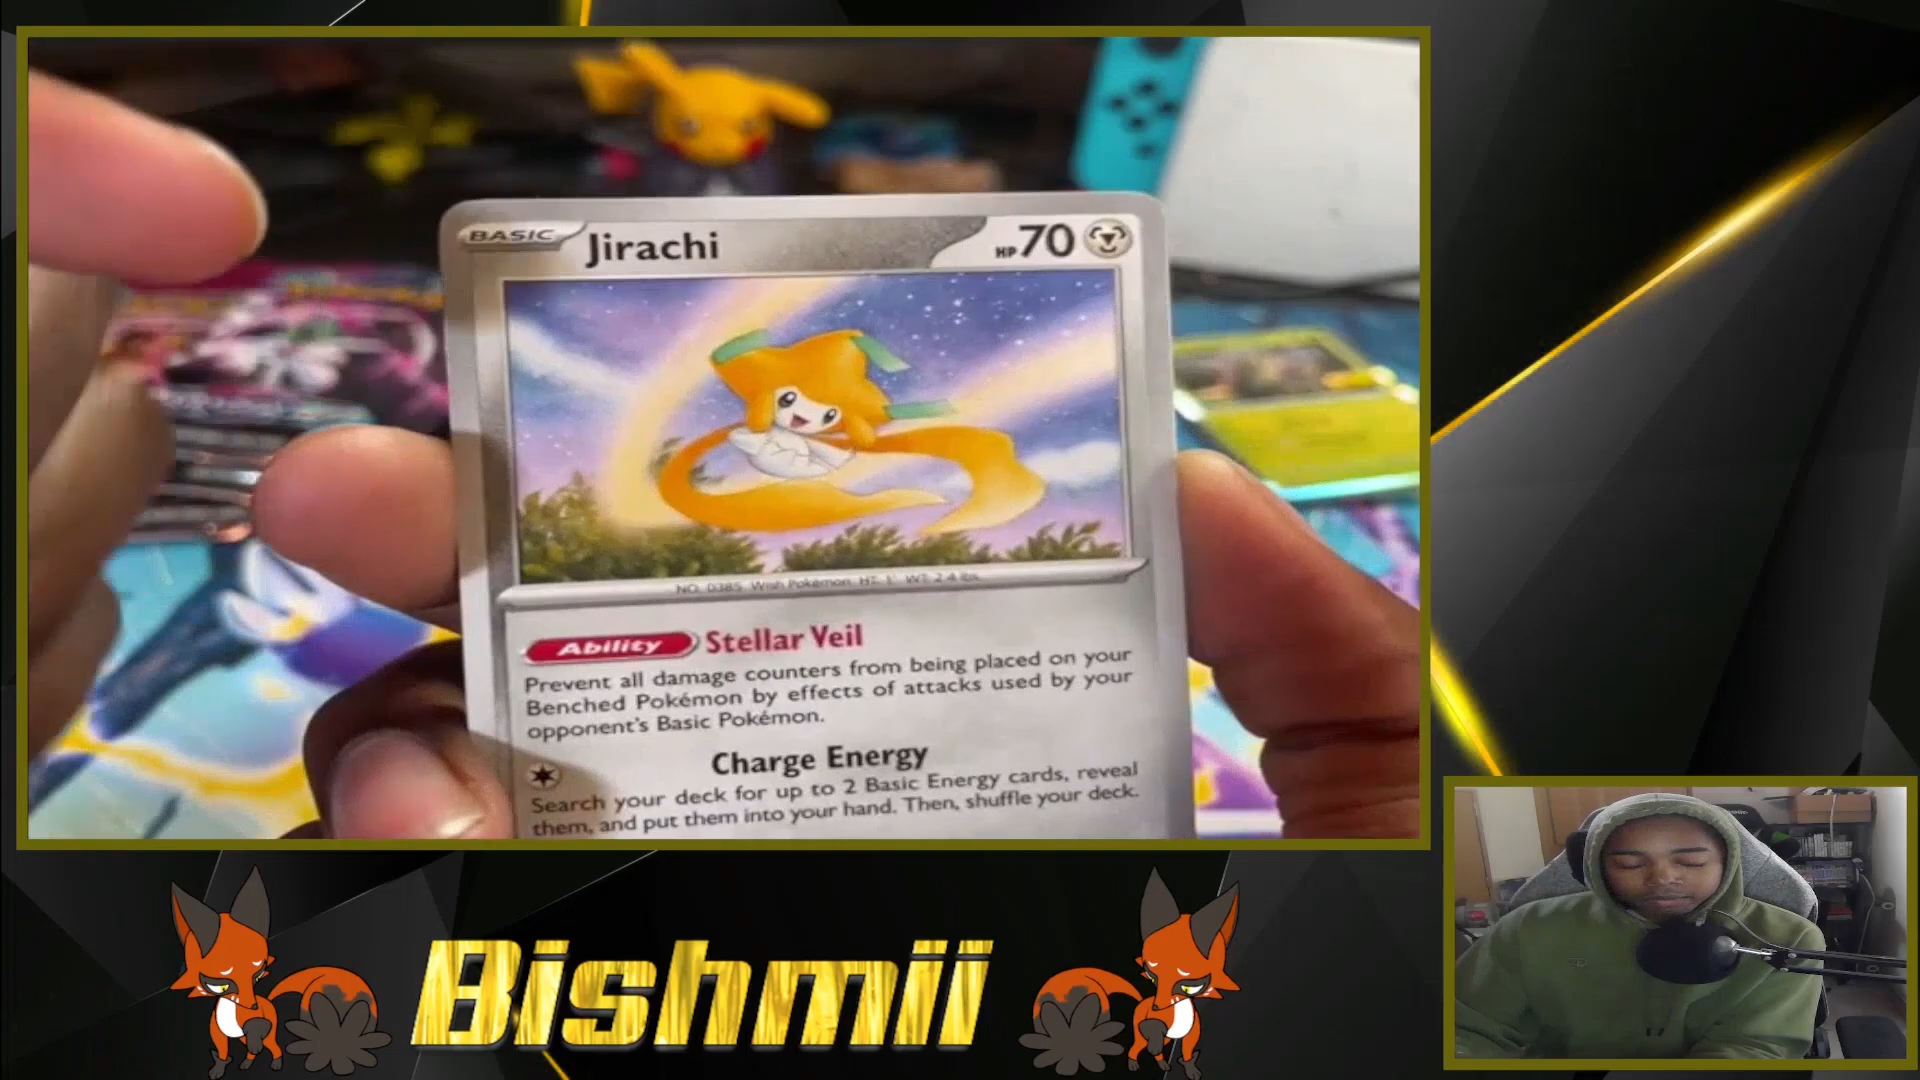 BASIC Jirachi HP 70
NO. 0385 Wish Pokémon HT: 1' WT: 2.4 lbs.
Ability Stellar Veil
Prevent all damage counters from being placed on your
Benched Pokémon by effects of attacks used by your
opponent's Basic Pokémon.
Charge Energy
Search your deck for up to 2 Basic Energy cards, reveal
them, and put them into your hand. Then, shuffle your deck.
Bishmii